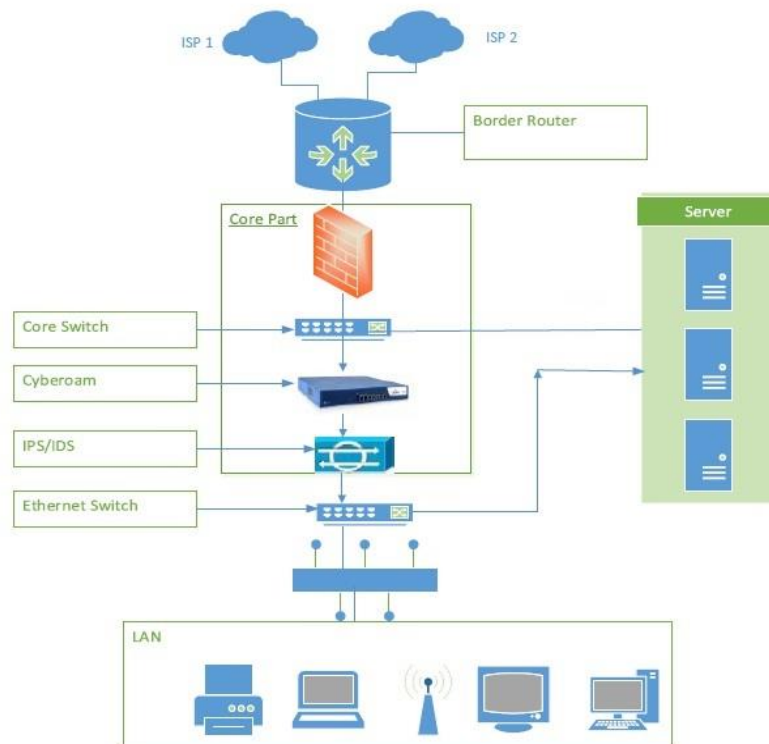 ISP 1
ISP 2
Border Router
Core Part
Server
Core Switch
Cyberoam
IPS/IDS
Ethernet Switch
LAN